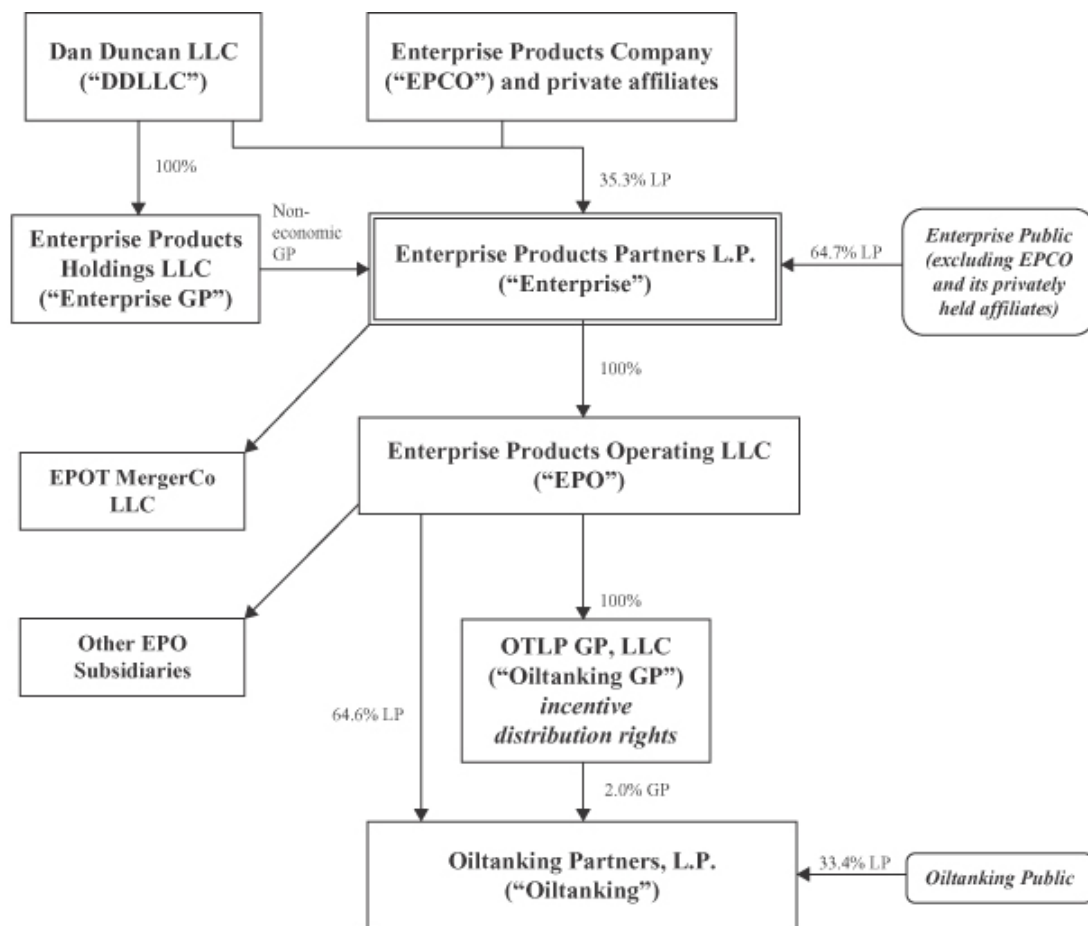 Dan Duncan LLC
(“DDLLC”)
Enterprise Products Company
(“EPCO”) and private affiliates
100%
35.3% LP
Enterprise Products
Holdings LLC
(“Enterprise GP”)
Non-
economic
GP
Enterprise Products Partners L.P.
(“Enterprise”)
64.7% LP
Enterprise Public
(excluding EPCO
and its privately
held affiliates)
100%
EPOT MergerCo
LLC
Enterprise Products Operating LLC
(“EPO”)
100%
Other EPO
Subsidiaries
OTLP GP, LLC
(“Oiltanking GP”)
incentive
distribution rights
64.6% LP
2.0% GP
Oiltanking Partners, L.P.
(“Oiltanking”)
33.4% LP
Oiltanking Public